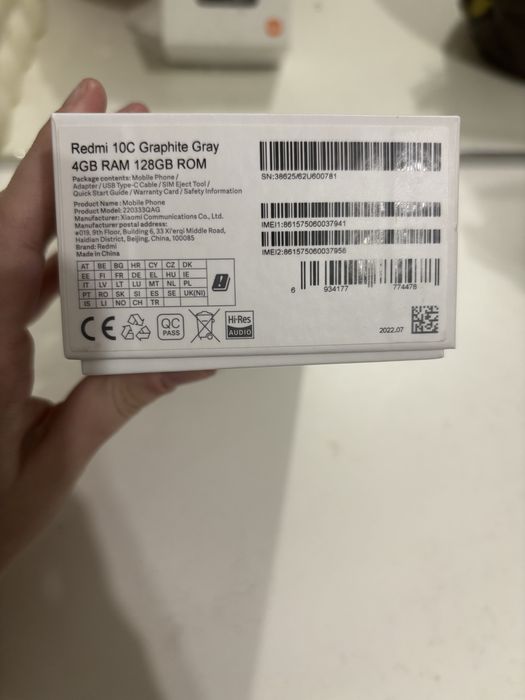 Redmi 10C Graphite Gray
4GB RAM 128GB ROM
Package contents: Mobile Phone /
Adapter / USB Type-C Cable / SIM Eject Tool /
Quick Start Guide / Warranty Card / Safety Information
Product Name: Mobile Phone
Product Model: 220333QAG
Manufacturer: Xiaomi Communications Co., Ltd.
Manufacturer postal address:
#019, 9th Floor, Building 6, 33 Xi'erqi Middle Road,
Haidian District, Beijing, China, 100085
Brand: Redmi
Made in China
AT BE BG HR CY CZ DK
EE FI FR DE EL HU IE
IT LV LT LU MT NL PL
PT RO SK SI ES SE UK(NI)
IS LI NO CH TR
CE
QC
PASS
Hi-Res
AUDIO
SN:38625/62U600781
IMEI1:861575060037941
IMEI2:861575060037958
6 934177 774478
2022.07